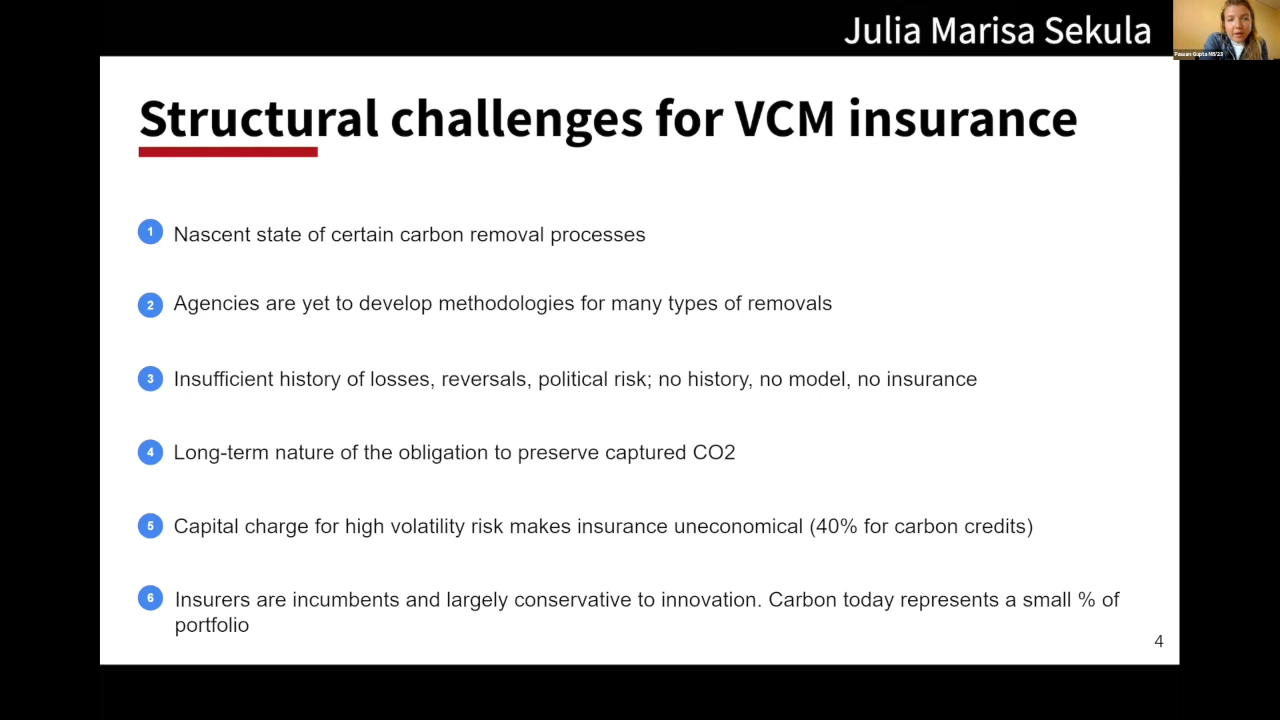 Julia Marisa Sekula
Pawan Gupta NB/23
Structural challenges for VCM insurance
1 Nascent state of certain carbon removal processes
2 Agencies are yet to develop methodologies for many types of removals
3 Insufficient history of losses, reversals, political risk; no history, no model, no insurance
4 Long-term nature of the obligation to preserve captured CO2
5 Capital charge for high volatility risk makes insurance uneconomical (40% for carbon credits)
6 Insurers are incumbents and largely conservative to innovation. Carbon today represents a small % of
portfolio
4